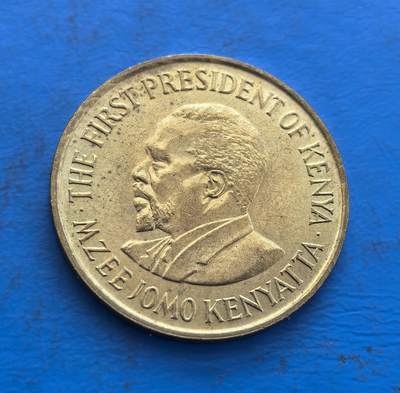 · THE FIRST PRESIDENT OF KENYA ·
MZEE JOMO KENYATTA